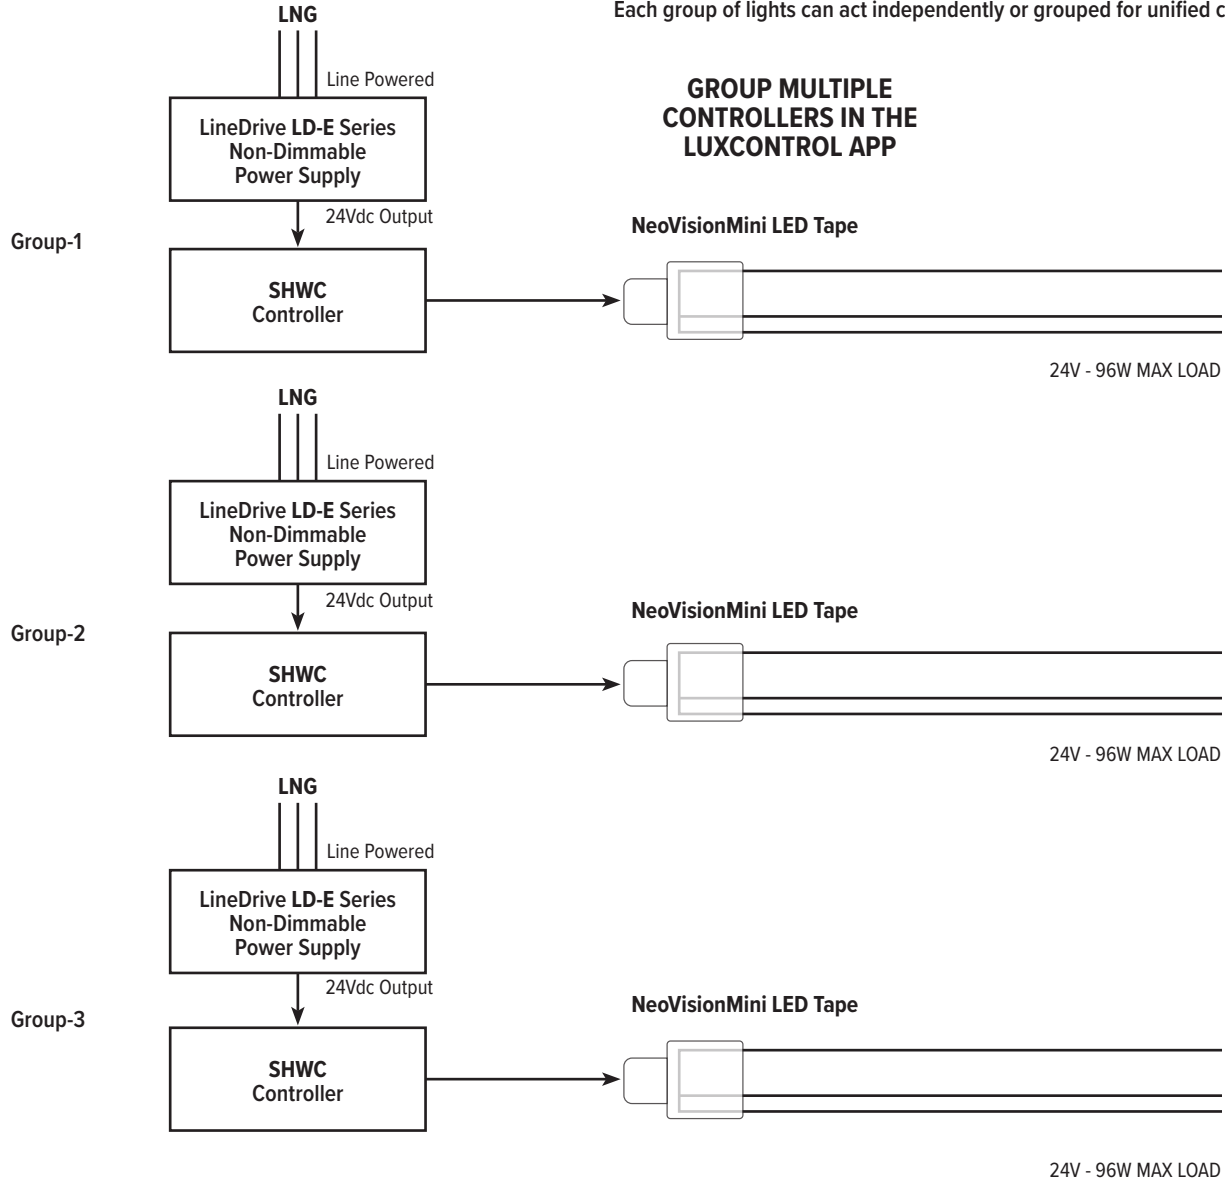 LNG
Each group of lights can act independently or grouped for unified
Line Powered
GROUP MULTIPLE
CONTROLLERS IN THE
LUXCONTROL APP
LineDrive LD-E Series
Non-Dimmable
Power Supply
24Vdc Output
Group-1
NeoVisionMini LED Tape
SHWC
Controller
24V - 96W MAX LOAD
LNG
Line Powered
LineDrive LD-E Series
Non-Dimmable
Power Supply
24Vdc Output
Group-2
NeoVisionMini LED Tape
SHWC
Controller
24V - 96W MAX LOAD
LNG
Line Powered
LineDrive LD-E Series
Non-Dimmable
Power Supply
24Vdc Output
Group-3
NeoVisionMini LED Tape
SHWC
Controller
24V - 96W MAX LOAD